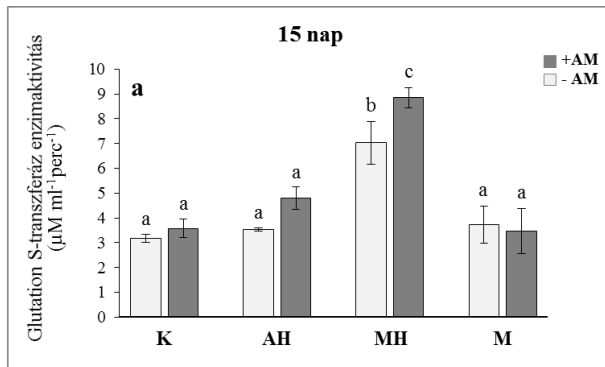 15 nap
+AM
- AM
a
Glutation S-transzferáz enzimaktivitás
(µM ml⁻¹perc⁻¹)
10
9
8
7
6
5
4
3
2
1
0
a a a a b c a a
K AH MH M